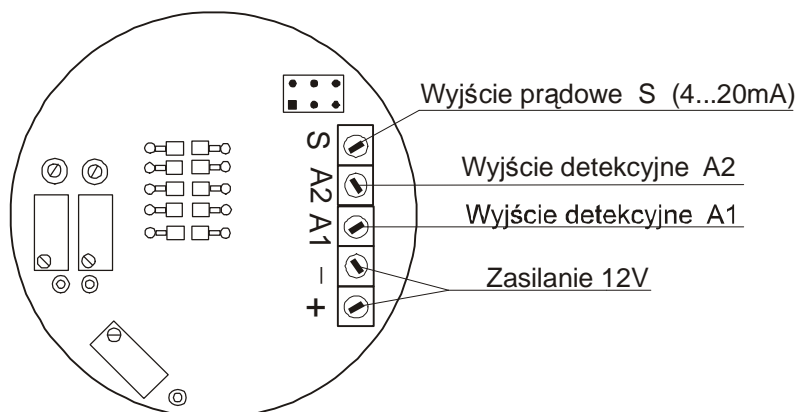 Wyjście prądowe S (4...20mA)
S
Wyjście detekcyjne A2
A2
Wyjście detekcyjne A1
A1
–
Zasilanie 12V
+